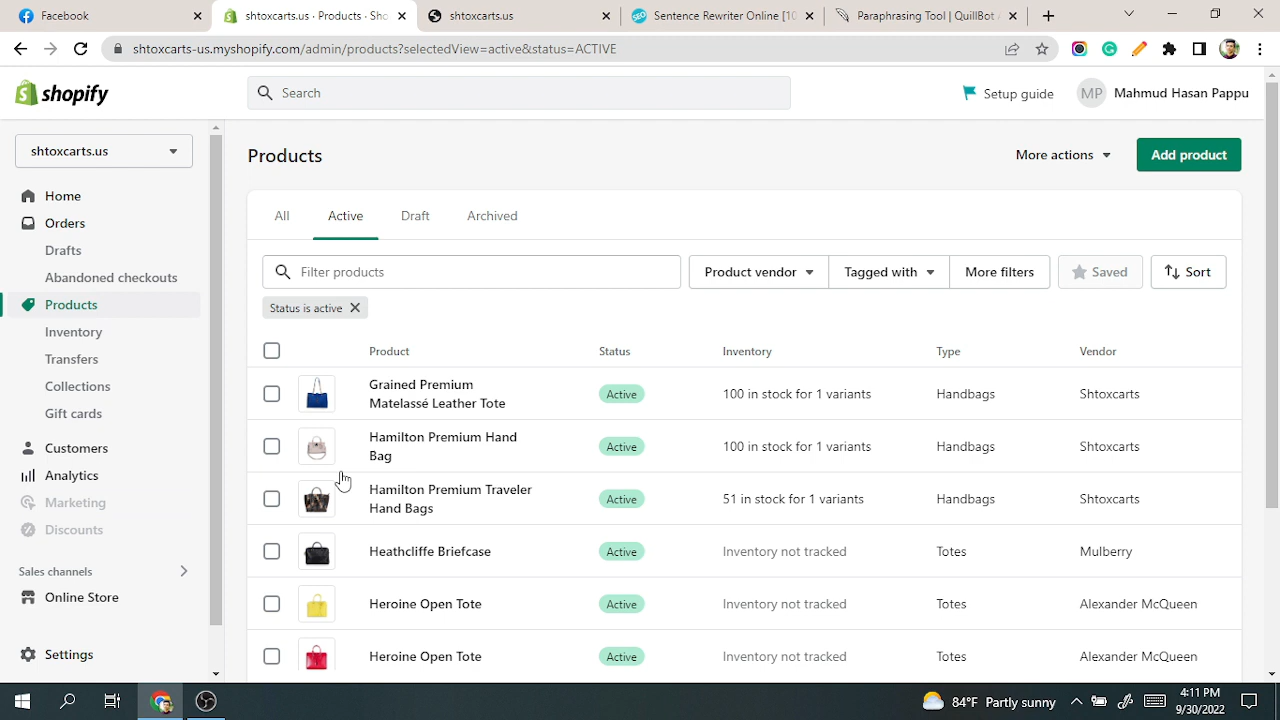 Facebook
shtoxcarts.us · Products · Sho
shtoxcarts.us
Sentence Rewriter Online [10
Paraphrasing Tool | QuillBot A
shtoxcarts-us.myshopify.com/admin/products?selectedView=active&status=ACTIVE
shopify
Search
Setup guide
MP
Mahmud Hasan Pappu
shtoxcarts.us
Products
More actions
Add product
Home
Orders
Drafts
Abandoned checkouts
Products
Inventory
Transfers
Collections
Gift cards
Customers
Analytics
Marketing
Discounts
Sales channels
Online Store
Settings
All
Active
Draft
Archived
Filter products
Product vendor
Tagged with
More filters
Saved
Sort
Status is active
Product
Status
Inventory
Type
Vendor
Grained Premium
Matelassé Leather Tote
Active
100 in stock for 1 variants
Handbags
Shtoxcarts
Hamilton Premium Hand
Bag
Active
100 in stock for 1 variants
Handbags
Shtoxcarts
Hamilton Premium Traveler
Hand Bags
Active
51 in stock for 1 variants
Handbags
Shtoxcarts
Heathcliffe Briefcase
Active
Inventory not tracked
Totes
Mulberry
Heroine Open Tote
Active
Inventory not tracked
Totes
Alexander McQueen
Heroine Open Tote
Active
Inventory not tracked
Totes
Alexander McQueen
84°F Partly sunny
4:11 PM
9/30/2022